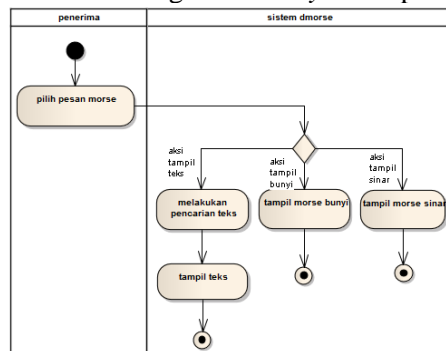 penerima
sistem dmorse
pilih pesan morse
aksi
tampil
teks
aksi
tampil
bunyi
aksi
tampil
sinar
melakukan
pencarian teks
tampil morse bunyi
tampil morse sinar
tampil teks